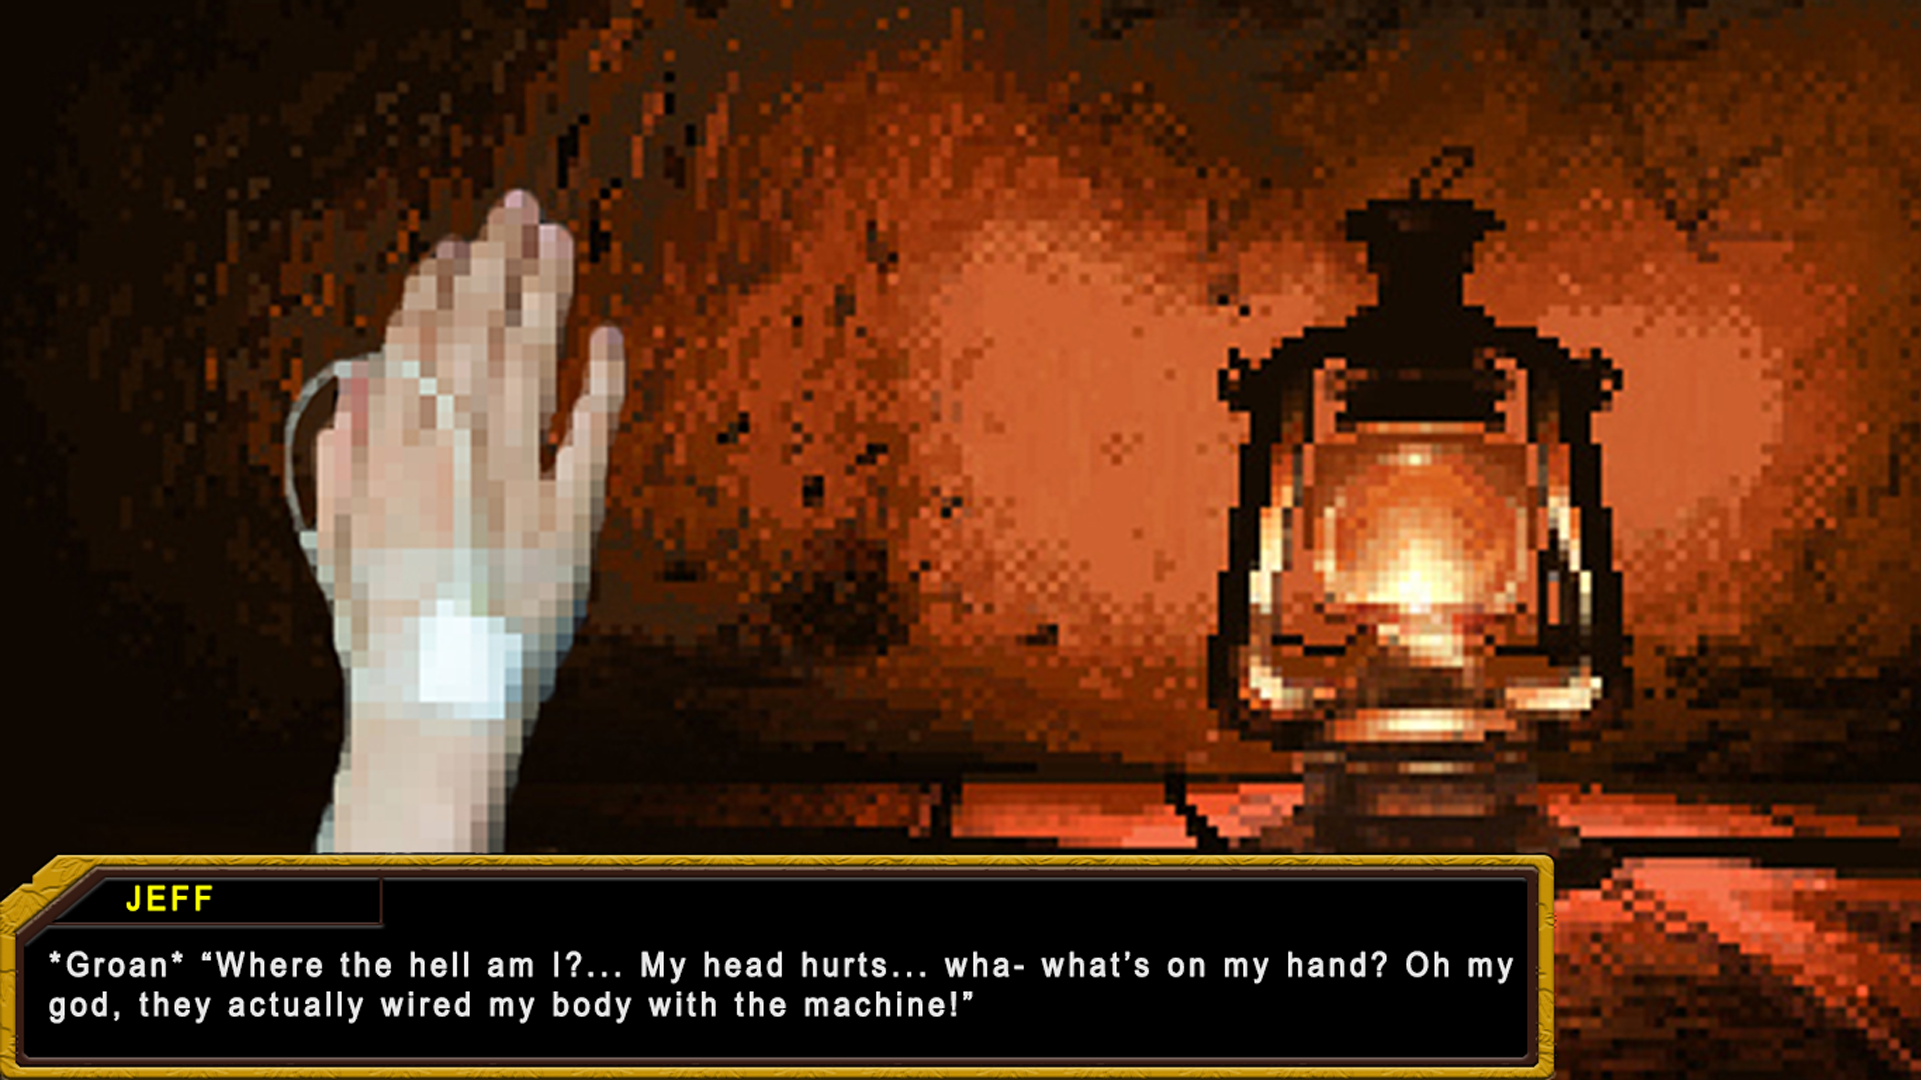 JEFF
*Groan* “Where the hell am I?... My head hurts... wha- what’s on my hand? Oh my
god, they actually wired my body with the machine!”